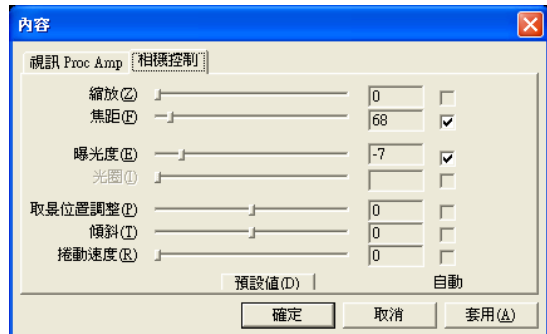 內容
視訊 Proc Amp 相機控制
縮放(Z) 0
焦距(F) 68
曝光度(E) -7
光圈(I)
取景位置調整(P) 0
傾斜(T) 0
捲動速度(R) 0
預設值(D) 自動
確定 取消 套用(A)